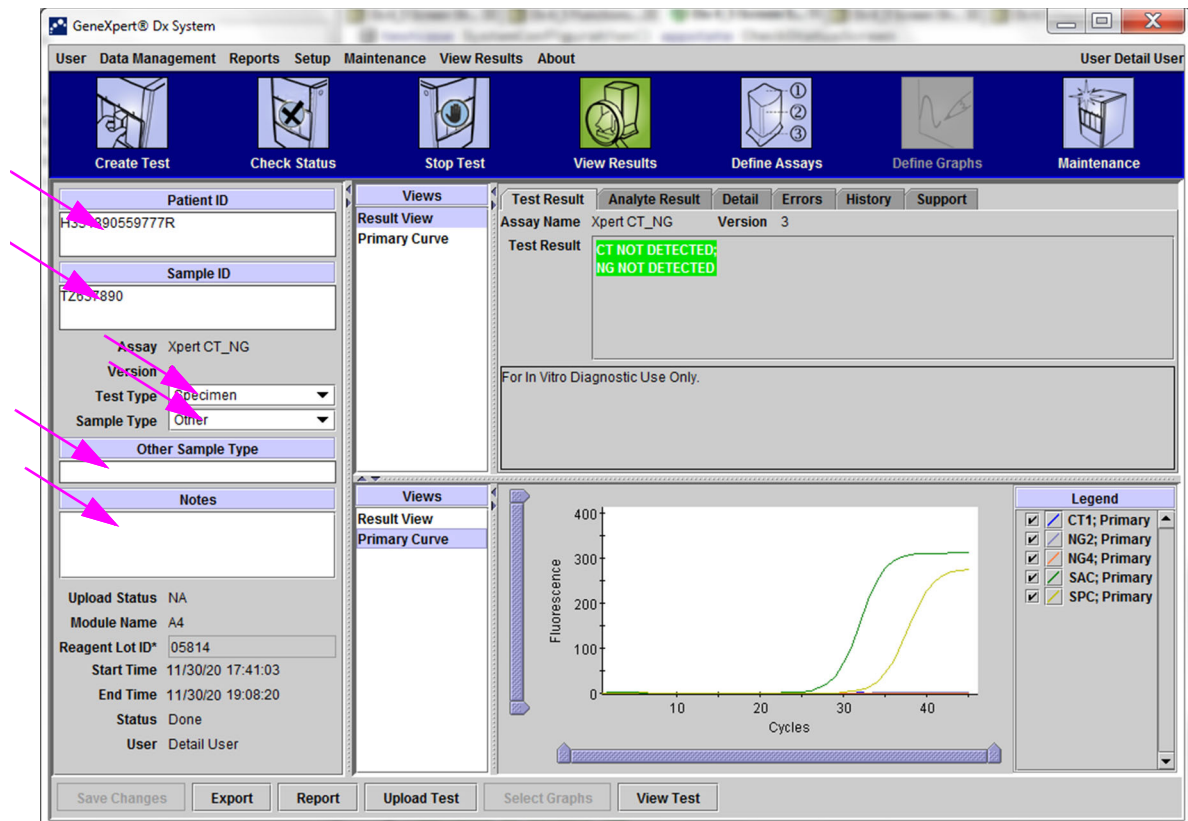 GeneXpert® Dx System
User Data Management Reports Setup Maintenance View Results About User Detail User
Create Test Check Status Stop Test View Results Define Assays Define Graphs Maintenance
Patient ID
Sample ID
TZ637890
Assay Xpert CT_NG
Version
Test Type Specimen
Sample Type Other
Other Sample Type
Notes
Upload Status NA
Module Name A4
Reagent Lot ID* 05814
Start Time 11/30/20 17:41:03
End Time 11/30/20 19:08:20
Status Done
User Detail User
Views
Result View
Primary Curve
Test Result Analyte Result Detail Errors History Support
Assay Name Xpert CT_NG Version 3
Test Result CT NOT DETECTED;
NG NOT DETECTED
For In Vitro Diagnostic Use Only.
Views
Result View
Primary Curve
400
300
200
100
0
Fluorescence
10 20 30 40
Cycles
Legend
CT1; Primary
NG2; Primary
NG4; Primary
SAC; Primary
SPC; Primary
Save Changes Export Report Upload Test Select Graphs View Test